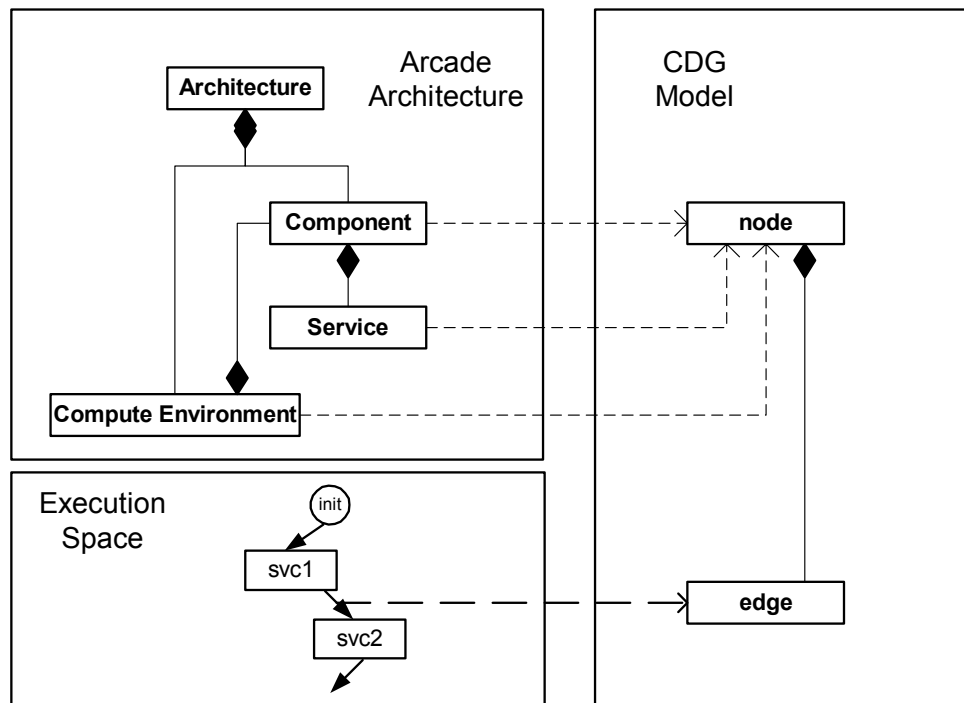 Arcade
Architecture
Architecture
Component
Service
Compute Environment
CDG
Model
node
edge
Execution
Space
init
svc1
svc2